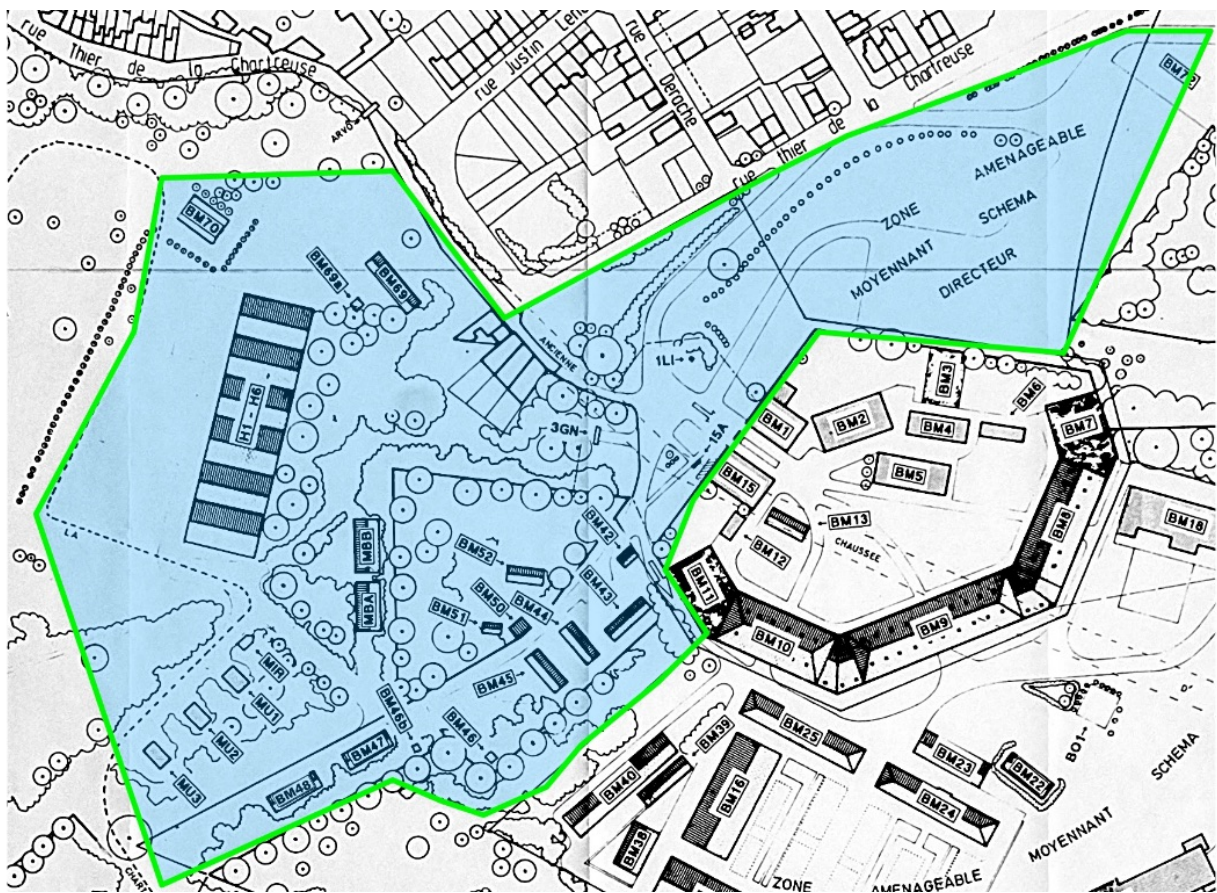 rue Thier de la Chartreuse
rue Justin Len
rue L. Deroche
rue thier de la Chartreuse
ARVO
BM72
BM70
BM69a
BM69
H1 - H6
ANCIENNE
1LI
ZONE AMENAGEABLE
MOYENNANT SCHEMA
DIRECTEUR
3GN
15A
BM1
BM2
BM3
BM4
BM6
BM7
BM5
BM15
BM13
BM12
CHAUSSEE
BM8
BM18
BM11
BM10
BM9
LA
MBB
MBA
BM52
BM42
BM43
BM50
BM51
BM44
BM45
MIR
MU1
MU2
MU3
BM46b
BM46
BM47
BM48
BM39
BM40
BM38
BM16
BM25
BM23
BM22
BM24
BO1
SCHEMA
MOYENNANT
ZONE AMENAGEABLE